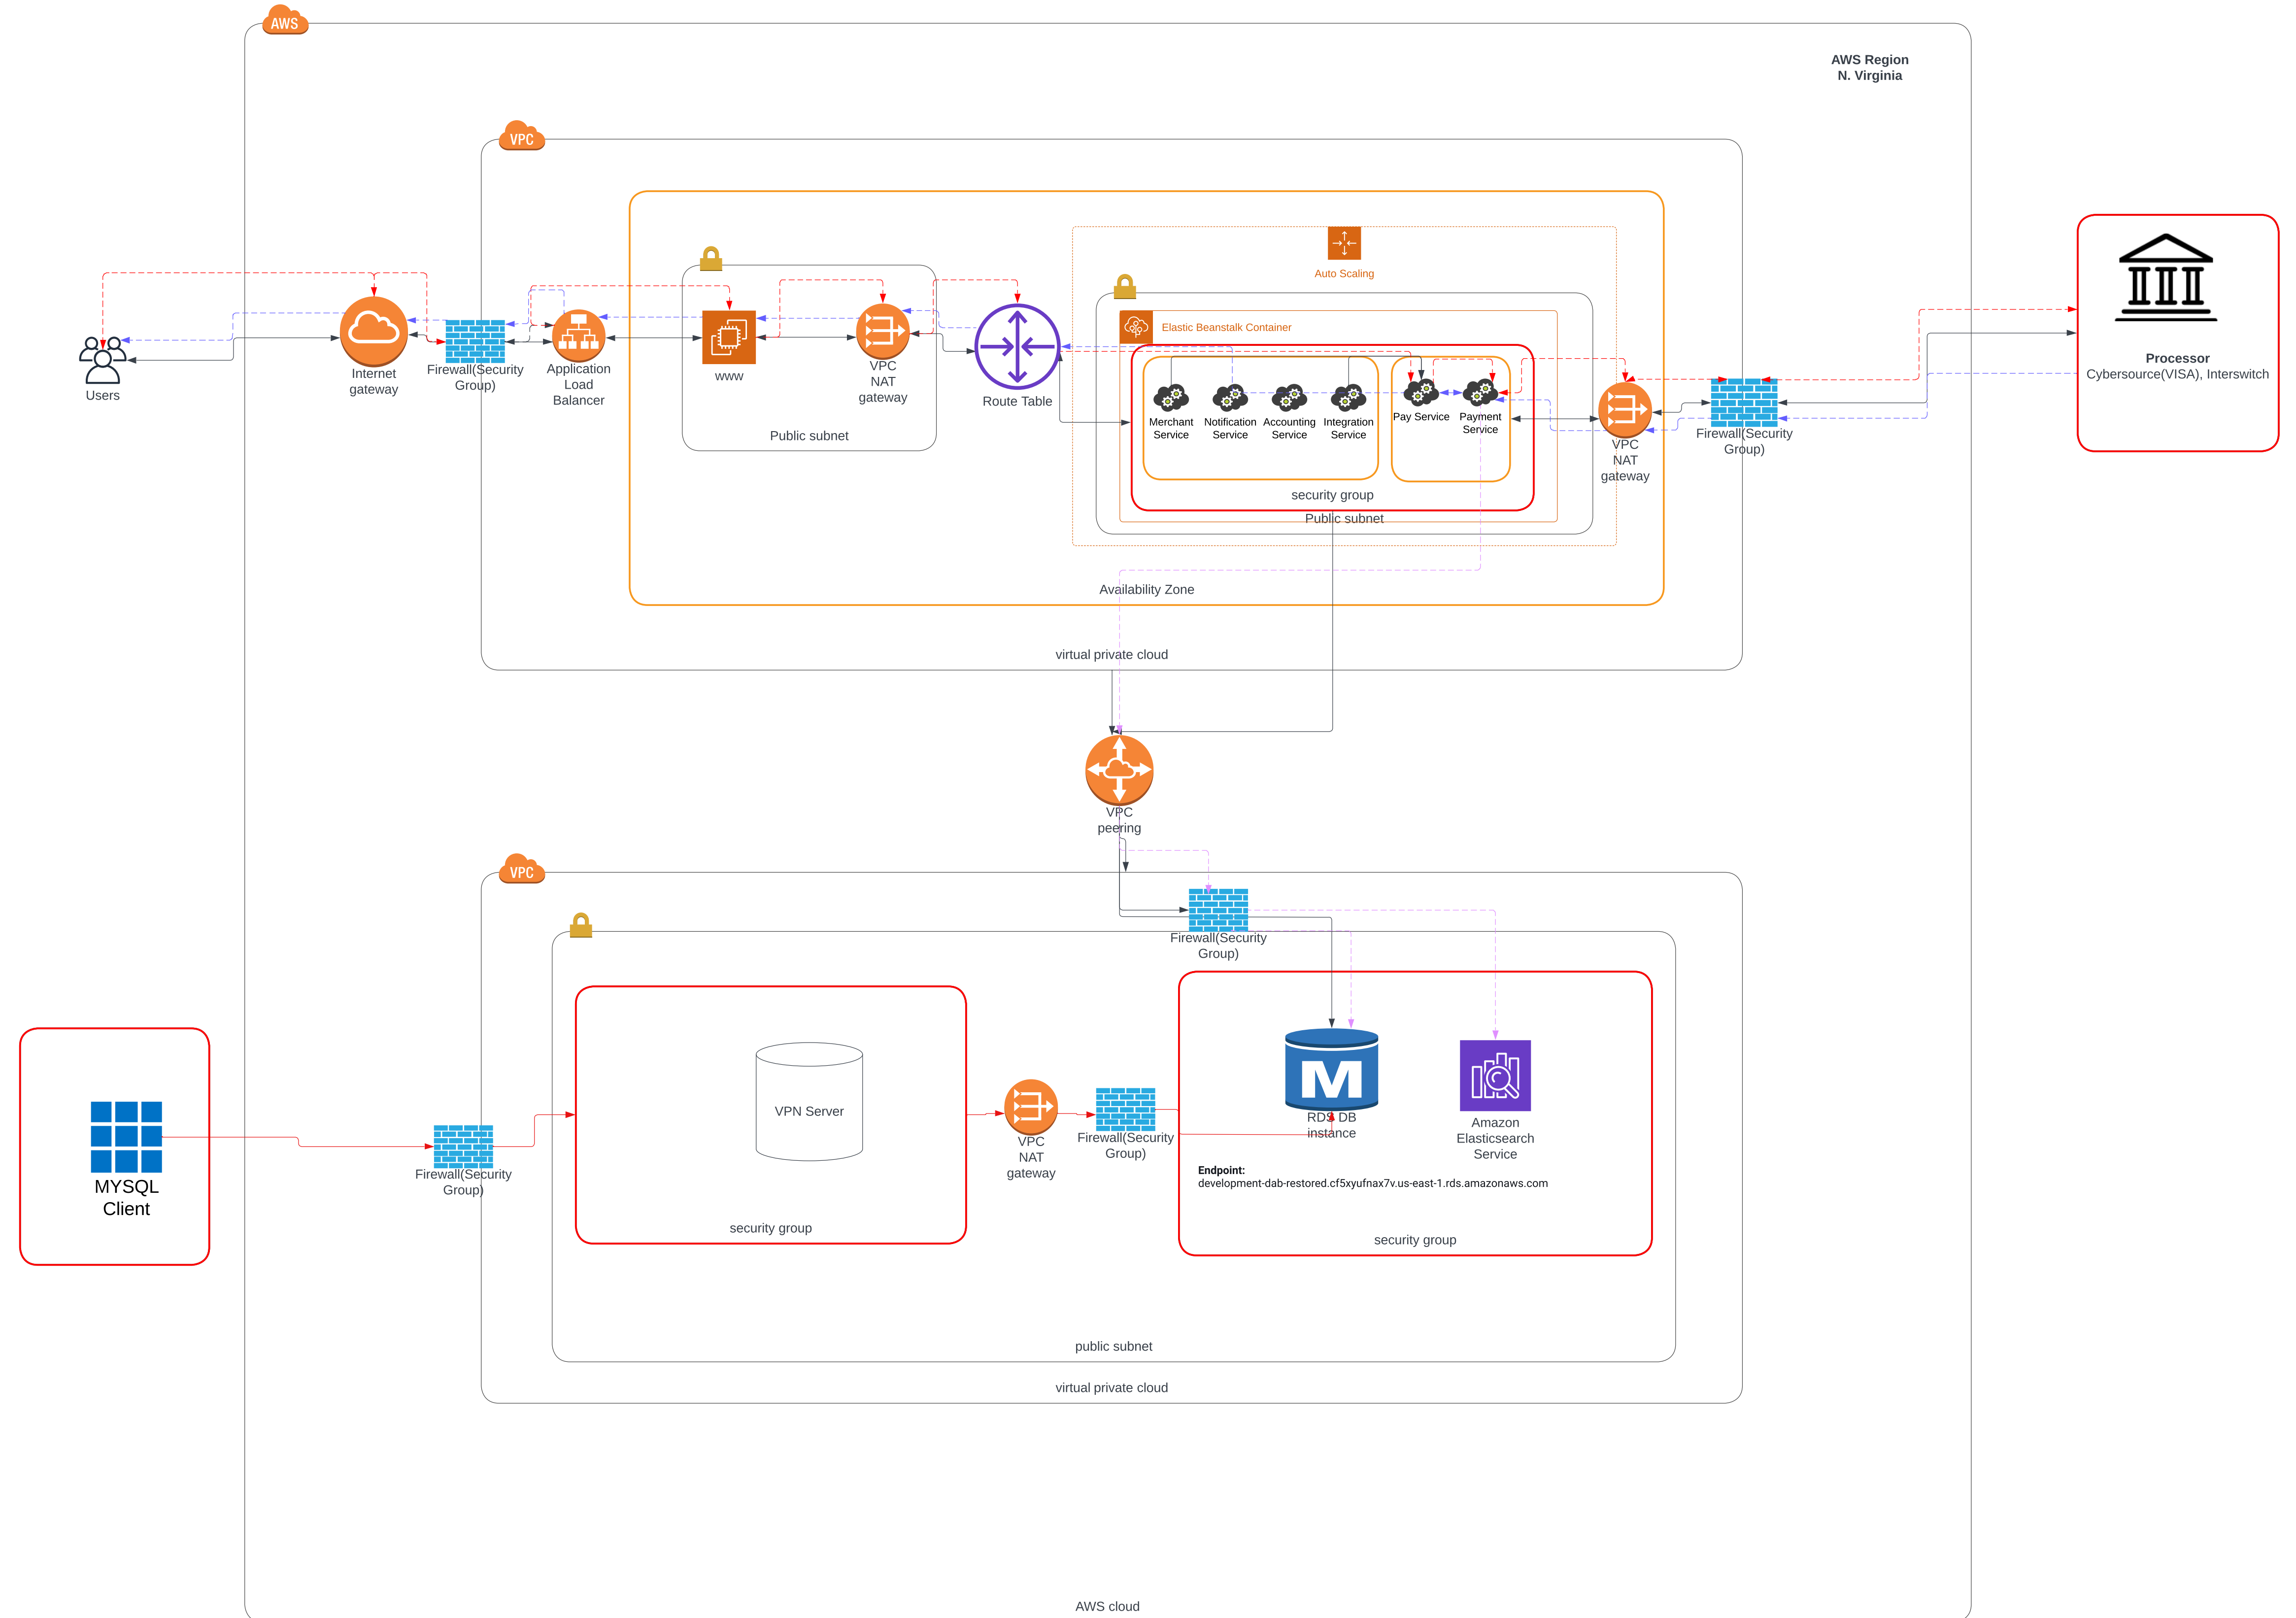 AWS
AWS Region
N. Virginia
VPC
Auto Scaling
Elastic Beanstalk Container
Users
Internet
gateway
Firewall(Security
Group)
Application
Load
Balancer
www
VPC
NAT
gateway
Public subnet
Route Table
Merchant
Service
Notification
Service
Accounting
Service
Integration
Service
Pay Service
Payment
Service
security group
Public subnet
VPC
NAT
gateway
Firewall(Security
Group)
Processor
Cybersource(VISA), Interswitch
Availability Zone
virtual private cloud
VPC
peering
VPC
Firewall(Security
Group)
MYSQL
Client
Firewall(Security
Group)
VPN Server
security group
VPC
NAT
gateway
Firewall(Security
Group)
M
RDS DB
instance
Amazon
Elasticsearch
Service
Endpoint:
development-dab-restored.cf5xyufnax7v.us-east-1.rds.amazonaws.com
security group
public subnet
virtual private cloud
AWS cloud